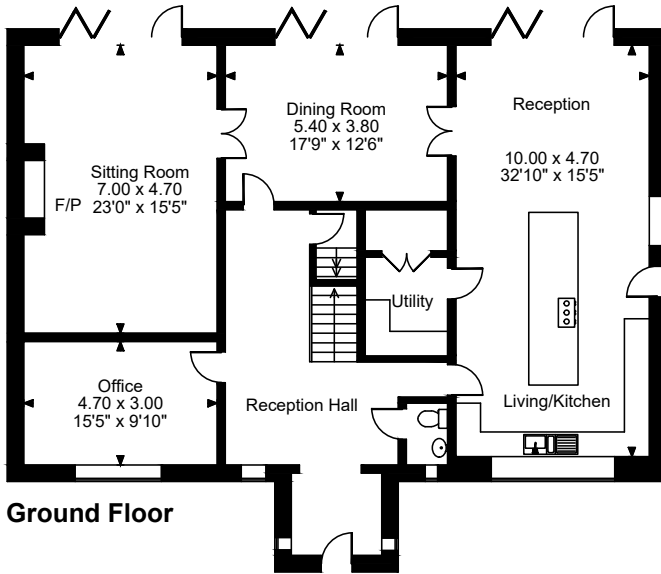 Reception
Dining Room
5.40 x 3.80
17'9" x 12'6"
10.00 x 4.70
32'10" x 15'5"
Sitting Room
7.00 x 4.70
23'0" x 15'5"
F/P
Utility
Office
4.70 x 3.00
15'5" x 9'10"
Reception Hall
Living/Kitchen
Ground Floor